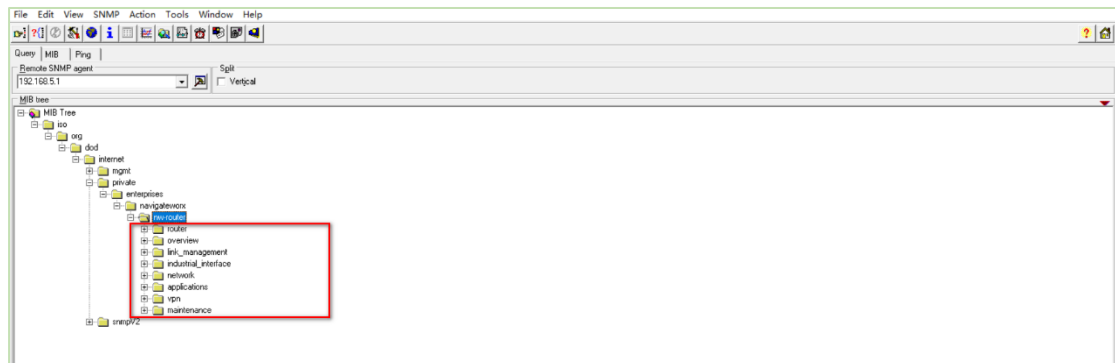 File Edit View SNMP Action Tools Window Help
Query MIB Ping
Remote SNMP agent Split
192.168.5.1 Vertical
MIB tree
MIB Tree
iso
org
dod
internet
mgmt
private
enterprises
navigateworx
nw-router
router
overview
link_management
industrial_interface
network
applications
vpn
maintenance
snmpV2